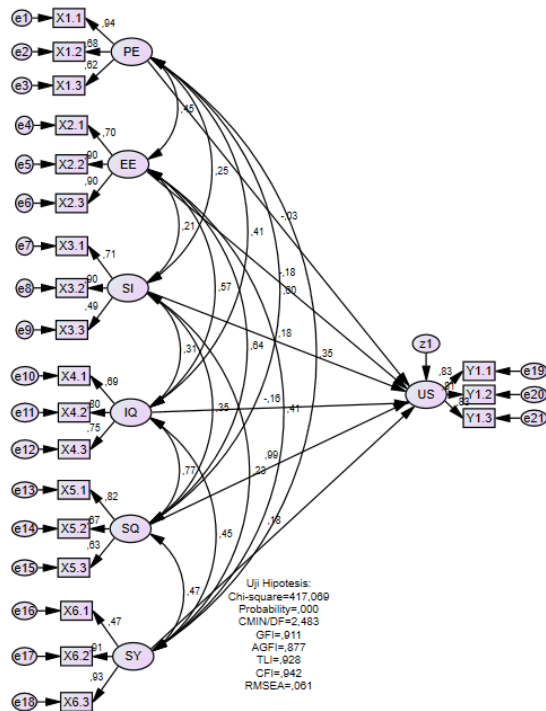 e1 X1.1 ,94
e2 X1.2 ,68 PE
e3 X1.3 ,62
,45
e4 X2.1 ,70
e5 X2.2 ,90 EE ,25 -,03
e6 X2.3 ,90
,21 ,41
e7 X3.1 ,71 -,18
e8 X3.2 ,90 SI ,57 ,60
e9 X3.3 ,49
,18
,31 ,64 ,35 z1
e10 X4.1 ,69 ,83 Y1.1 e19
e11 X4.2 ,80 IQ ,35 -,16 ,41 US ,81 Y1.2 e20
e12 X4.3 ,75 ,83 Y1.3 e21
,77 ,23 ,99
e13 X5.1 ,82
e14 X5.2 ,67 SQ ,45 ,18
e15 X5.3 ,63
,47
e16 X6.1 ,47
e17 X6.2 ,91 SY
e18 X6.3 ,93
Uji Hipotesis:
Chi-square=417,069
Probability=,000
CMIN/DF=2,483
GFI=,911
AGFI=,877
TLI=,928
CFI=,942
RMSEA=,061